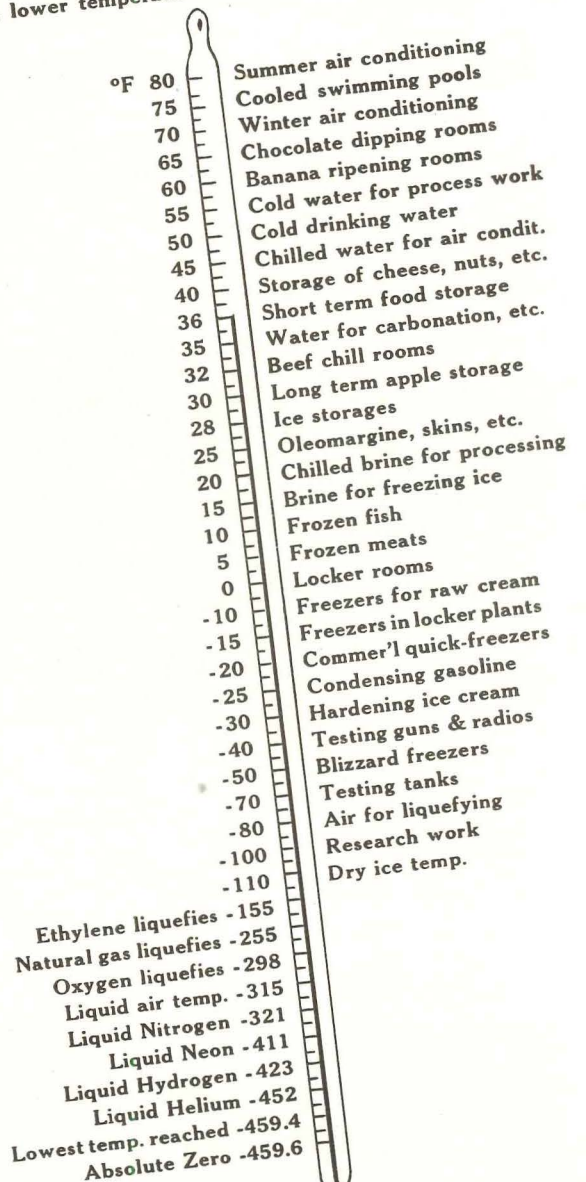 lower
°F 80 Summer air conditioning
75 Cooled swimming pools
70 Winter air conditioning
65 Chocolate dipping rooms
60 Banana ripening rooms
55 Cold water for process work
50 Cold drinking water
45 Chilled water for air condit.
40 Storage of cheese, nuts, etc.
36 Short term food storage
35 Water for carbonation, etc.
32 Beef chill rooms
30 Long term apple storage
28 Ice storages
25 Oleomargine, skins, etc.
20 Chilled brine for processing
15 Brine for freezing ice
10 Frozen fish
5 Frozen meats
0 Locker rooms
-10 Freezers for raw cream
-15 Freezers in locker plants
-20 Commer'l quick-freezers
-25 Condensing gasoline
-30 Hardening ice cream
-40 Testing guns & radios
-50 Blizzard freezers
-70 Testing tanks
-80 Air for liquefying
-100 Research work
-110 Dry ice temp.
Ethylene liquefies -155
Natural gas liquefies -255
Oxygen liquefies -298
Liquid air temp. -315
Liquid Nitrogen -321
Liquid Neon -411
Liquid Hydrogen -423
Liquid Helium -452
Lowest temp. reached -459.4
Absolute Zero -459.6